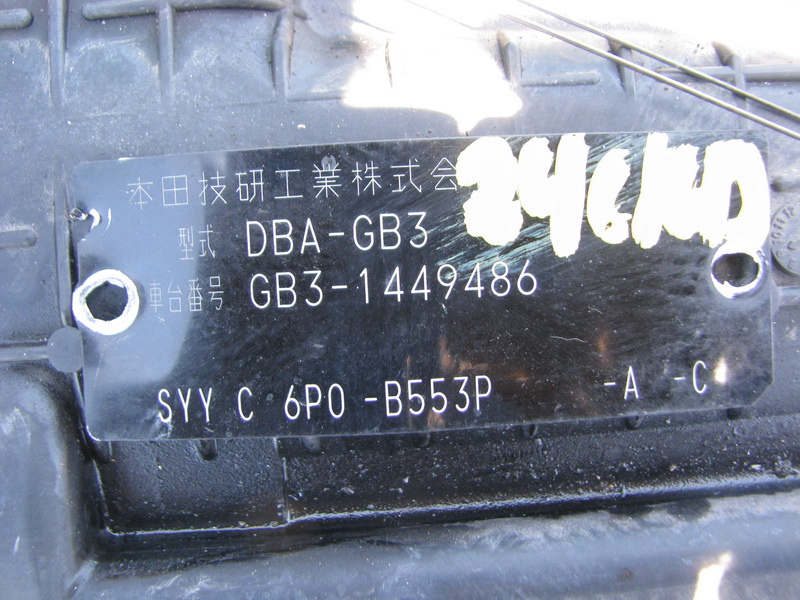 本田技研工業株式会
型式 DBA-GB3
車台番号 GB3-1449486
SYY C 6P0 -B553P -A -C